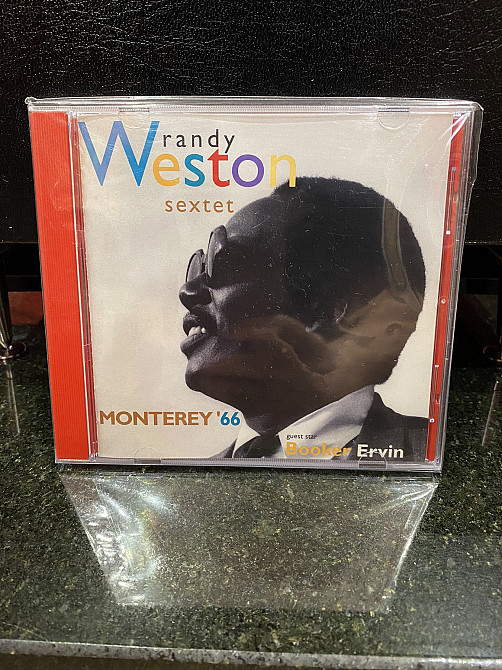 randy
Weston
sextet
MONTEREY '66
guest star
Booker Ervin